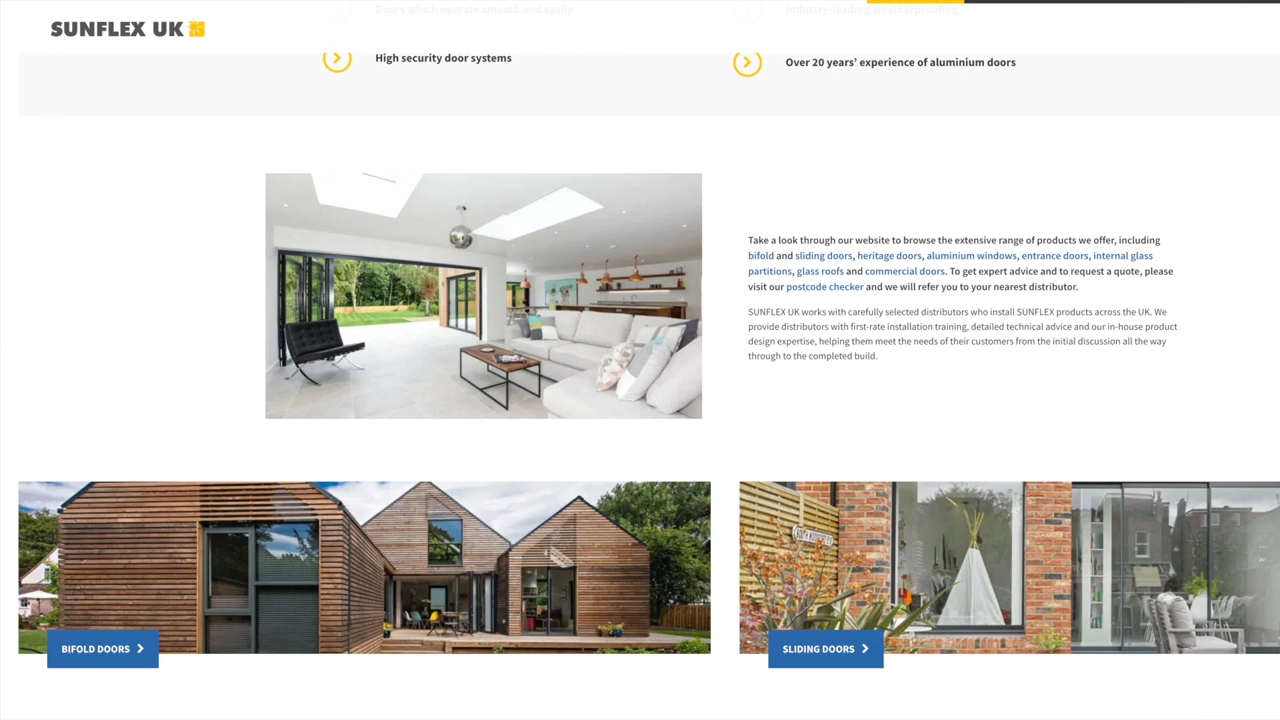 Doors which operate smooth and easily
Industry-leading weatherproofing
SUNFLEX UK
High security door systems
Over 20 years’ experience of aluminium doors
Take a look through our website to browse the extensive range of products we offer, including
bifold and sliding doors, heritage doors, aluminium windows, entrance doors, internal glass
partitions, glass roofs and commercial doors. To get expert advice and to request a quote, please
visit our postcode checker and we will refer you to your nearest distributor.
SUNFLEX UK works with carefully selected distributors who install SUNFLEX products across the UK. We
provide distributors with first-rate installation training, detailed technical advice and our in-house product
design expertise, helping them meet the needs of their customers from the initial discussion all the way
through to the completed build.
BIFOLD DOORS
SLIDING DOORS